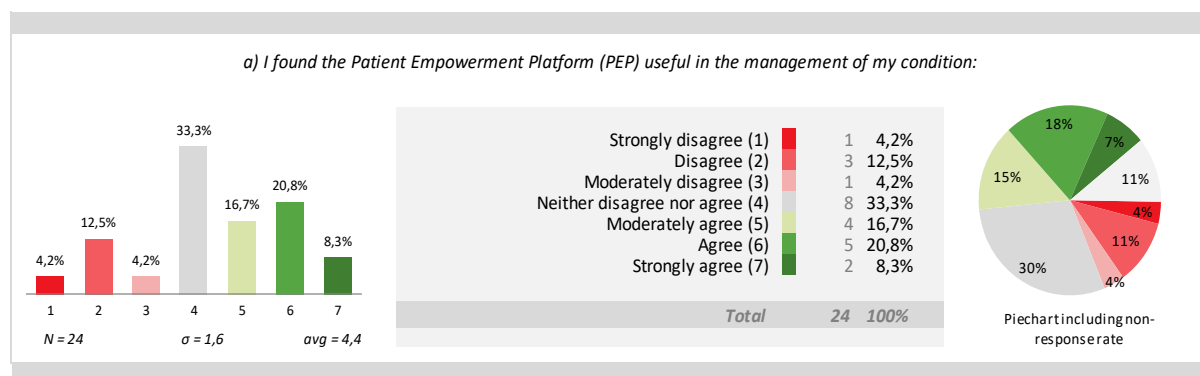 a) I found the Patient Empowerment Platform (PEP) useful in the management of my condition:
33,3%
20,8%
16,7%
12,5%
8,3%
4,2%
4,2%
1 2 3 4 5 6 7
N = 24 σ = 1,6 avg = 4,4
Strongly disagree (1) 1 4,2%
Disagree (2) 3 12,5%
Moderately disagree (3) 1 4,2%
Neither disagree nor agree (4) 8 33,3%
Moderately agree (5) 4 16,7%
Agree (6) 5 20,8%
Strongly agree (7) 2 8,3%
Total 24 100%
18%
7%
15%
11%
4%
11%
30%
4%
Piechart including non-
response rate